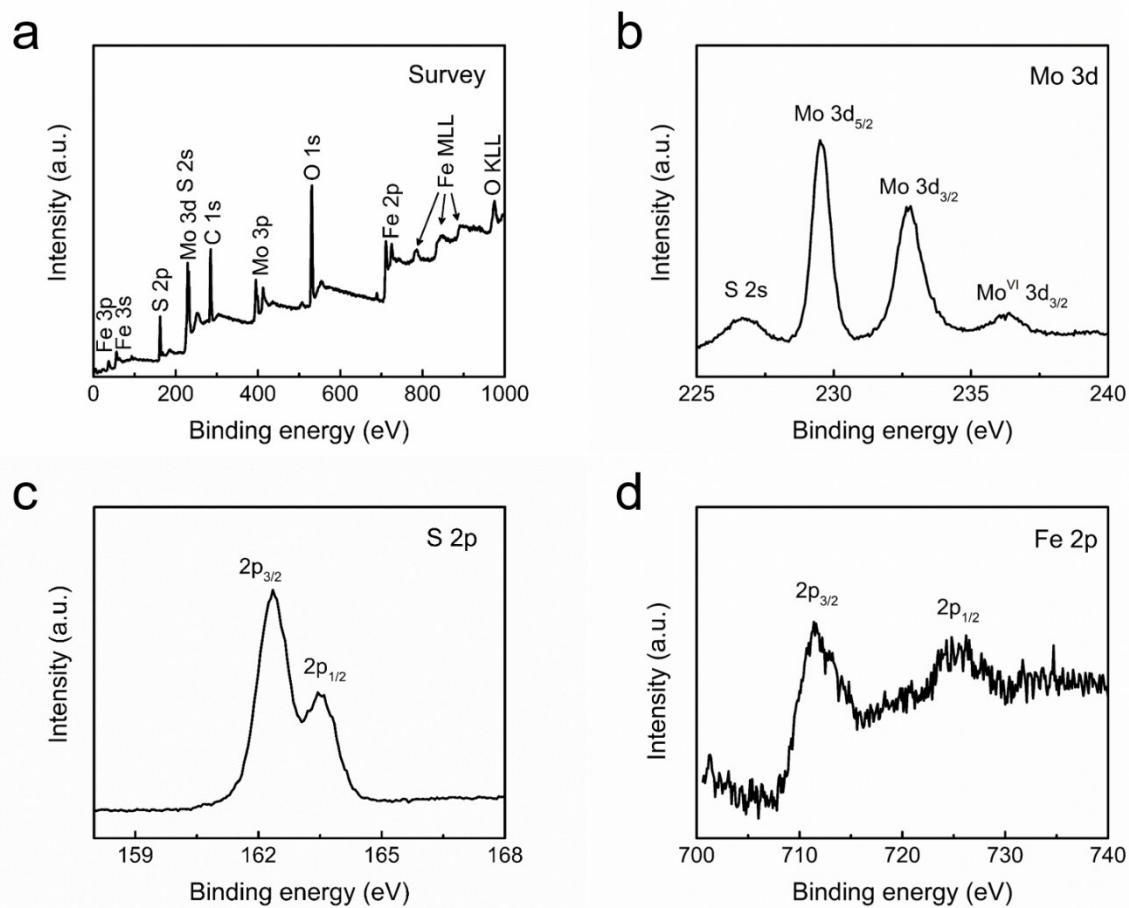 a
Survey
Fe 3p
Fe 3s
S 2p
Mo 3d S 2s
C 1s
Mo 3p
O 1s
Fe 2p
Fe MLL
O KLL
Intensity (a.u.)
0 200 400 600 800 1000
Binding energy (eV)
b
Mo 3d
S 2s
Mo 3d5/2
Mo 3d3/2
MoVI 3d3/2
Intensity (a.u.)
225 230 235 240
Binding energy (eV)
c
S 2p
2p3/2
2p1/2
Intensity (a.u.)
159 162 165 168
Binding energy (eV)
d
Fe 2p
2p3/2
2p1/2
Intensity (a.u.)
700 710 720 730 740
Binding energy (eV)